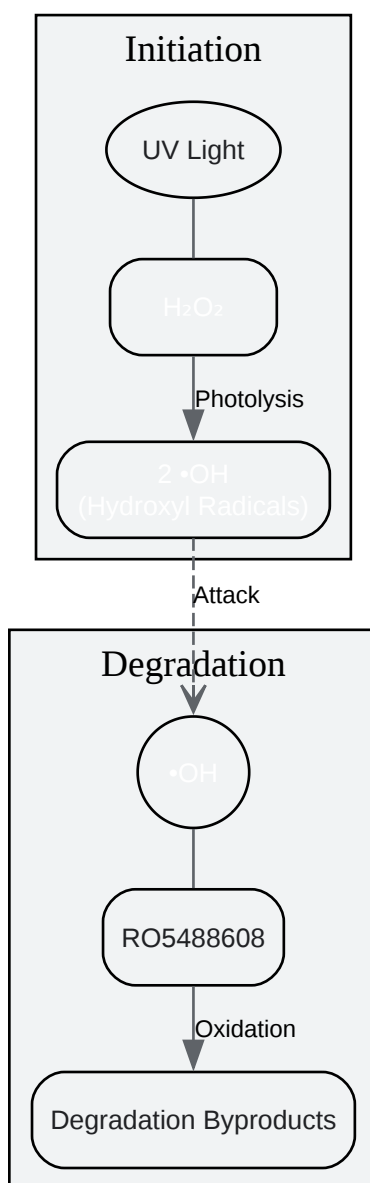 Initiation
UV Light
H₂O₂
Photolysis
2 •OH
(Hydroxyl Radicals)
Attack
Degradation
•OH
RO5488608
Oxidation
Degradation Byproducts